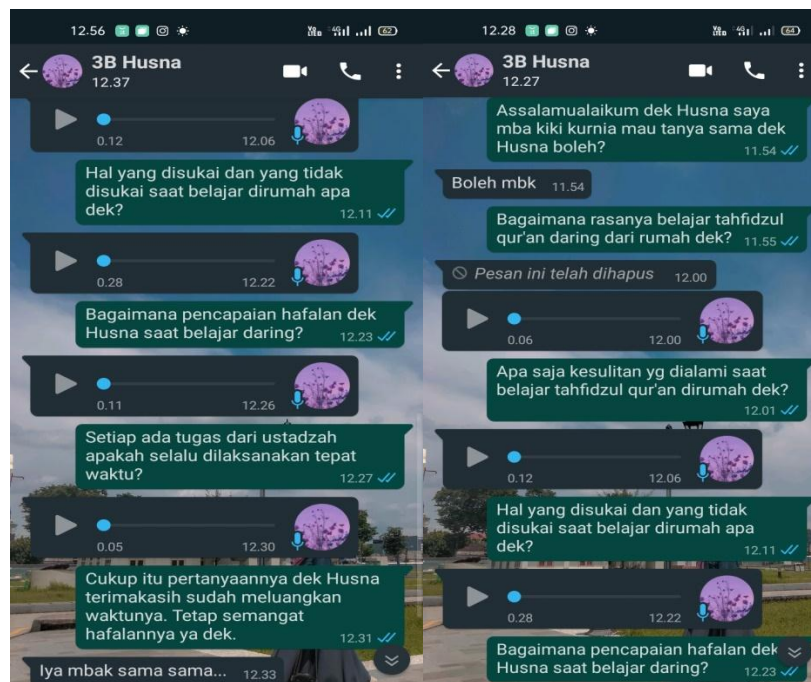 12.56
62
3B Husna
12.37
0.12 12.06
Hal yang disukai dan yang tidak
disukai saat belajar dirumah apa
dek? 12.11
0.28 12.22
Bagaimana pencapaian hafalan dek
Husna saat belajar daring? 12.23
0.11 12.26
Setiap ada tugas dari ustadzah
apakah selalu dilaksanakan tepat
waktu? 12.27
0.05 12.30
Cukup itu pertanyaannya dek Husna
terimakasih sudah meluangkan
waktunya. Tetap semangat
hafalannya ya dek. 12.31
Iya mbak sama sama... 12.33
12.28
64
3B Husna
12.27
Assalamualaikum dek Husna saya
mba kiki kurnia mau tanya sama dek
Husna boleh? 11.54
Boleh mbk 11.54
Bagaimana rasanya belajar tahfidzul
qur'an daring dari rumah dek? 11.55
Pesan ini telah dihapus 12.00
0.06 12.00
Apa saja kesulitan yg dialami saat
belajar tahfidzul qur'an dirumah dek?
12.01
0.12 12.06
Hal yang disukai dan yang tidak
disukai saat belajar dirumah apa
dek? 12.11
0.28 12.22
Bagaimana pencapaian hafalan dek
Husna saat belajar daring? 12.23